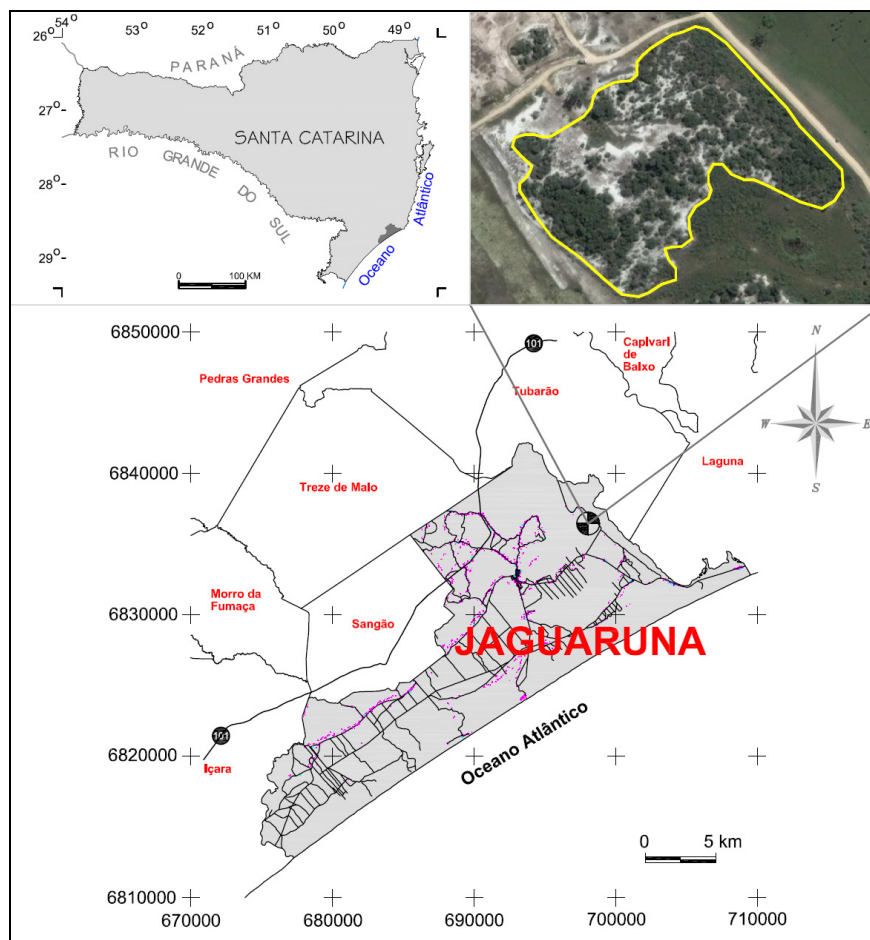 54°
53° 52° 51° 50° 49°
26°
27°
28°
29°
PARANÁ
SANTA CATARINA
RIO GRANDE DO SUL
Oceano Atlântico
0 100 KM
6850000
6840000
6830000
6820000
6810000
670000 680000 690000 700000 710000
101
Capivari
de
Baixo
Pedras Grandes
Tubarão
N
W E
S
Laguna
Treze de Maio
Morro da
Fumaça
Sangão
JAGUARUNA
Oceano Atlântico
101
Içara
0 5 km